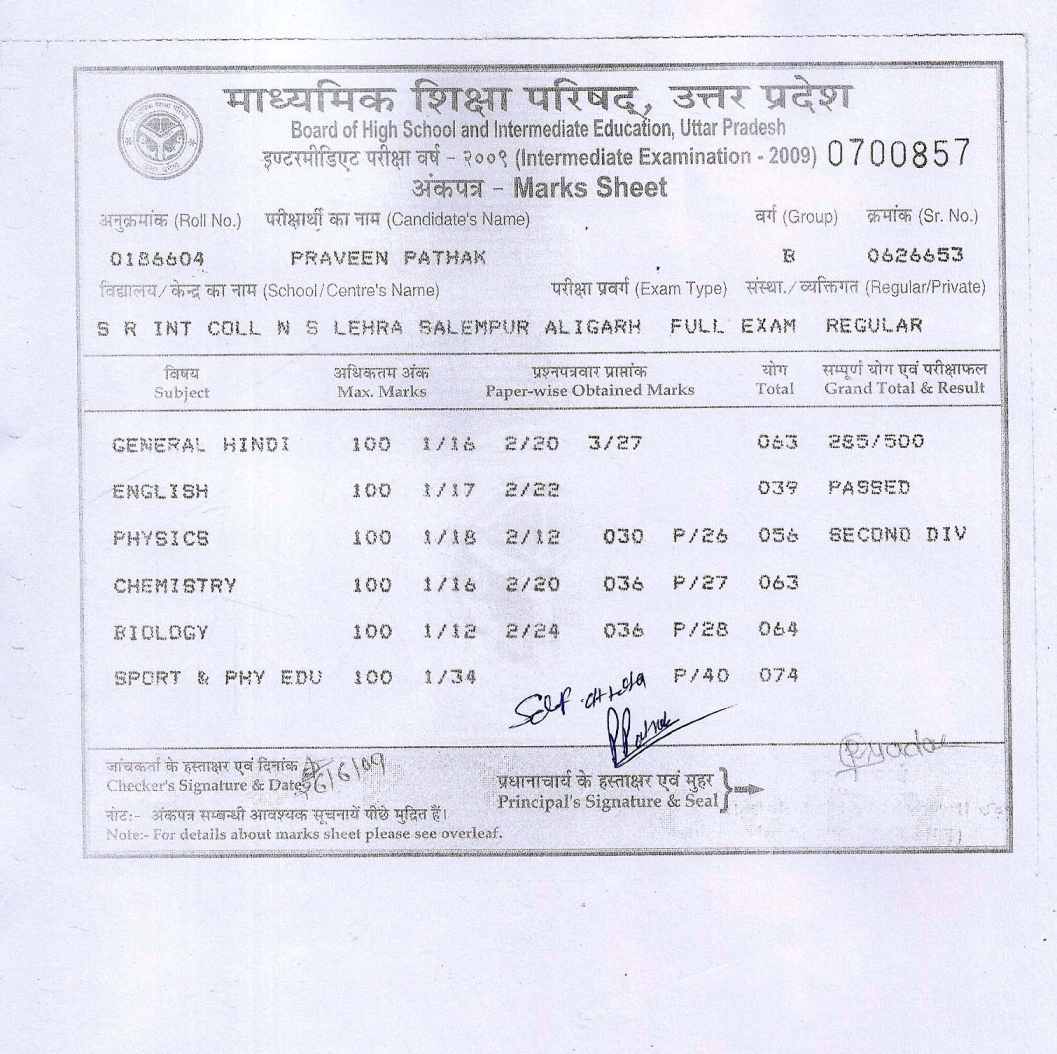 माध्यमिक शिक्षा परिषद्, उत्तर प्रदेश
Board of High School and Intermediate Education, Uttar Pradesh
इण्टरमीडिएट परीक्षा वर्ष - २००९ (Intermediate Examination - 2009) 0700857
अंकपत्र - Marks Sheet
अनुक्रमांक (Roll No.) परीक्षार्थी का नाम (Candidate's Name) वर्ग (Group) क्रमांक (Sr. No.)
0186604 PRAVEEN PATHAK B 0626653
विद्यालय/केन्द्र का नाम (School/Centre's Name) परीक्षा प्रवर्ग (Exam Type) संस्था./व्यक्तिगत (Regular/Private)
S R INT COLL N S LEHRA SALEMPUR ALIGARH FULL EXAM REGULAR
विषय अधिकतम अंक प्रश्नपत्रवार प्राप्तांक योग सम्पूर्ण योग एवं परीक्षाफल
Subject Max. Marks Paper-wise Obtained Marks Total Grand Total & Result
GENERAL HINDI 100 1/16 2/20 3/27 063 285/500
ENGLISH 100 1/17 2/22 039 PASSED
PHYSICS 100 1/18 2/12 030 P/26 056 SECOND DIV
CHEMISTRY 100 1/16 2/20 036 P/27 063
BIOLOGY 100 1/12 2/24 036 P/28 064
SPORT & PHY EDU 100 1/34 P/40 074
Self
PPathak
जांचकर्ता के हस्ताक्षर एवं दिनांक
Checker's Signature & Date
प्रधानाचार्य के हस्ताक्षर एवं मुहर
Principal's Signature & Seal
नोट:- अंकपत्र सम्बन्धी आवश्यक सूचनायें पीछे मुद्रित हैं।
Note:- For details about marks sheet please see overleaf.